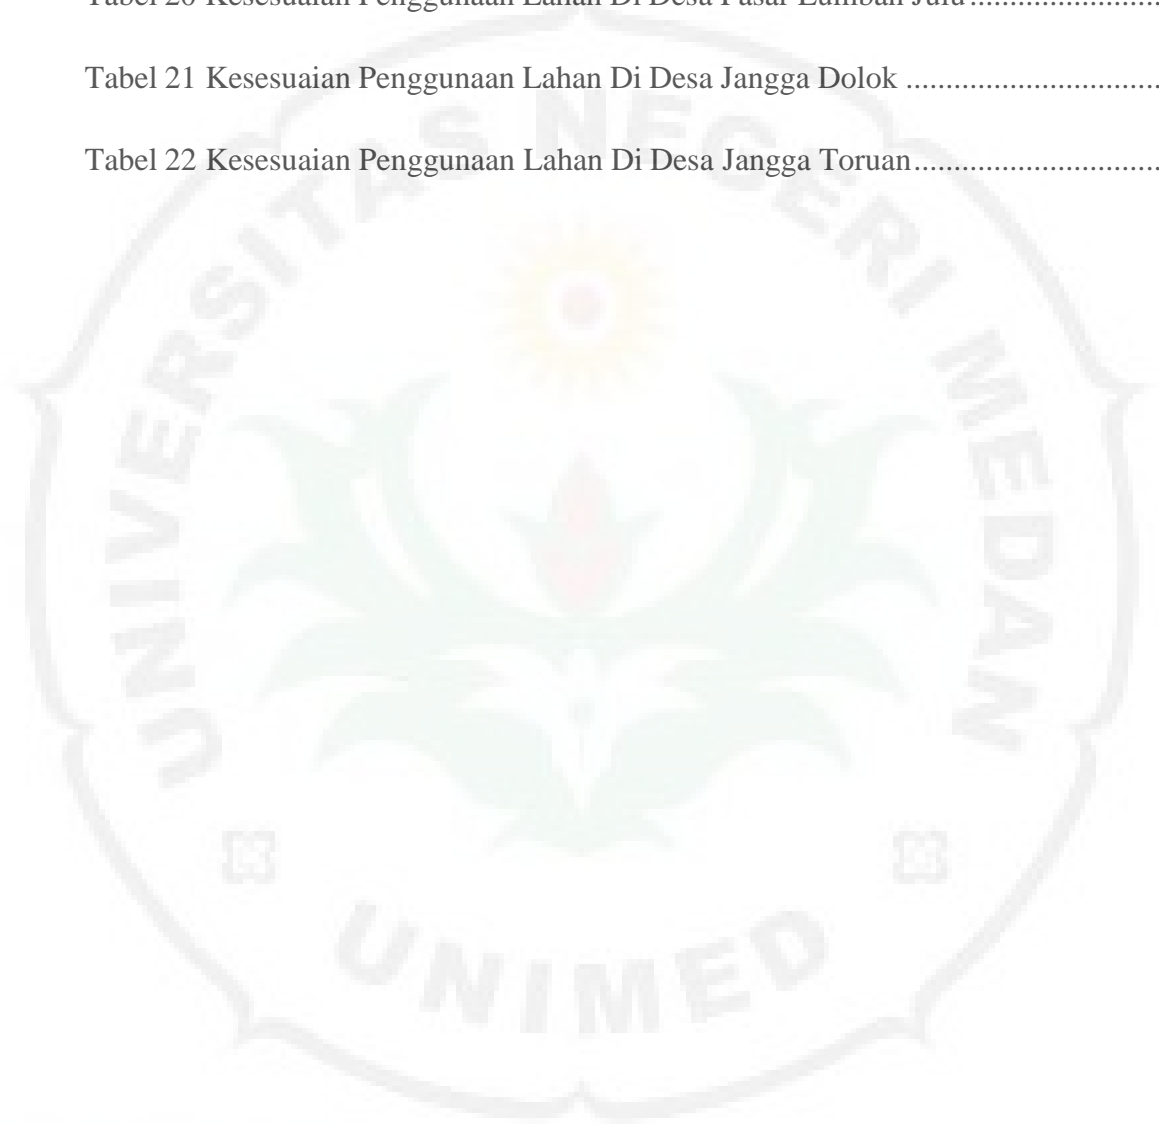 Tabel 20 Kesesuaian Penggunaan Lahan Di Desa Pasar Lumban Julu......................
Tabel 21 Kesesuaian Penggunaan Lahan Di Desa Jangga Dolok ..............................
Tabel 22 Kesesuaian Penggunaan Lahan Di Desa Jangga Toruan.............................
UNIVERSITAS NEGERI MEDAN
UNIMED